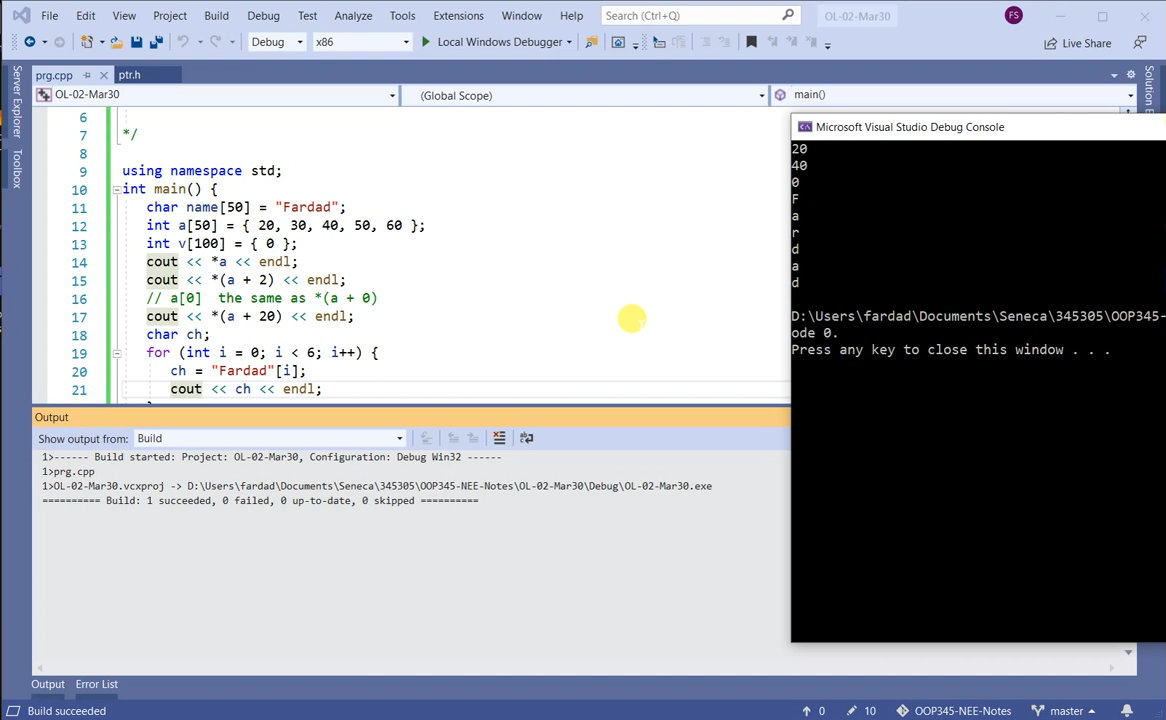 File Edit View Project Build Debug Test Analyze Tools Extensions Window Help Search (Ctrl+Q) OL-02-Mar30 FS
Debug x86 Local Windows Debugger Live Share
prg.cpp ptr.h
OL-02-Mar30 (Global Scope) main()
Server Explorer
Toolbox
6
7 */
8
9 using namespace std;
10 int main() {
11 char name[50] = "Fardad";
12 int a[50] = { 20, 30, 40, 50, 60 };
13 int v[100] = { 0 };
14 cout << *a << endl;
15 cout << *(a + 2) << endl;
16 // a[0]  the same as *(a + 0)
17 cout << *(a + 20) << endl;
18 char ch;
19 for (int i = 0; i < 6; i++) {
20 ch = "Fardad"[i];
21 cout << ch << endl;
Microsoft Visual Studio Debug Console
20
40
0
F
a
r
d
a
d
D:\Users\fardad\Documents\Seneca\345305\OOP345-
ode 0.
Press any key to close this window . . .
Output
Show output from: Build
1>------ Build started: Project: OL-02-Mar30, Configuration: Debug Win32 ------
1>prg.cpp
1>OL-02-Mar30.vcxproj -> D:\Users\fardad\Documents\Seneca\345305\OOP345-NEE-Notes\OL-02-Mar30\Debug\OL-02-Mar30.exe
========== Build: 1 succeeded, 0 failed, 0 up-to-date, 0 skipped ==========
Output Error List
Build succeeded 0 10 OOP345-NEE-Notes master